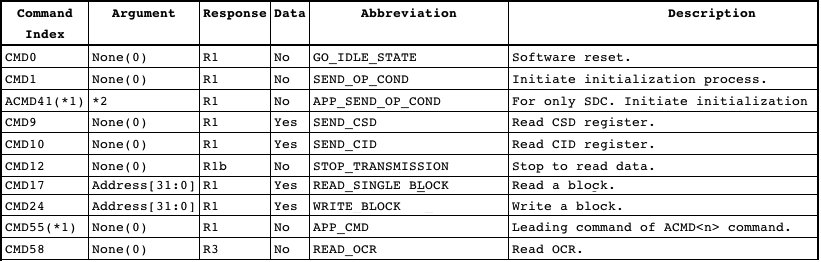 Command Index Argument Response Data Abbreviation Description
CMD0 None(0) R1 No GO_IDLE_STATE Software reset.
CMD1 None(0) R1 No SEND_OP_COND Initiate initialization process.
ACMD41(*1) *2 R1 No APP_SEND_OP_COND For only SDC. Initiate initialization
CMD9 None(0) R1 Yes SEND_CSD Read CSD register.
CMD10 None(0) R1 Yes SEND_CID Read CID register.
CMD12 None(0) R1b No STOP_TRANSMISSION Stop to read data.
CMD17 Address[31:0] R1 Yes READ_SINGLE BLOCK Read a block.
CMD24 Address[31:0] R1 Yes WRITE BLOCK Write a block.
CMD55(*1) None(0) R1 No APP_CMD Leading command of ACMD<n> command.
CMD58 None(0) R3 No READ_OCR Read OCR.